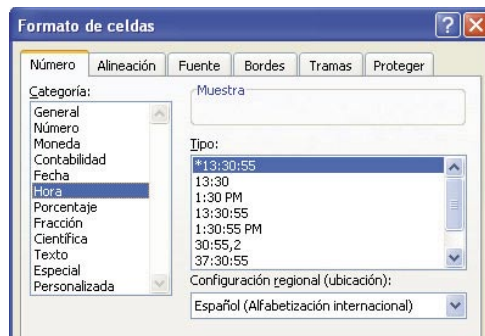 Formato de celdas
Número Alineación Fuente Bordes Tramas Proteger
Categoría:
General
Número
Moneda
Contabilidad
Fecha
Hora
Porcentaje
Fracción
Científica
Texto
Especial
Personalizada
Muestra
Tipo:
*13:30:55
13:30
1:30 PM
13:30:55
1:30:55 PM
30:55,2
37:30:55
Configuración regional (ubicación):
Español (Alfabetización internacional)